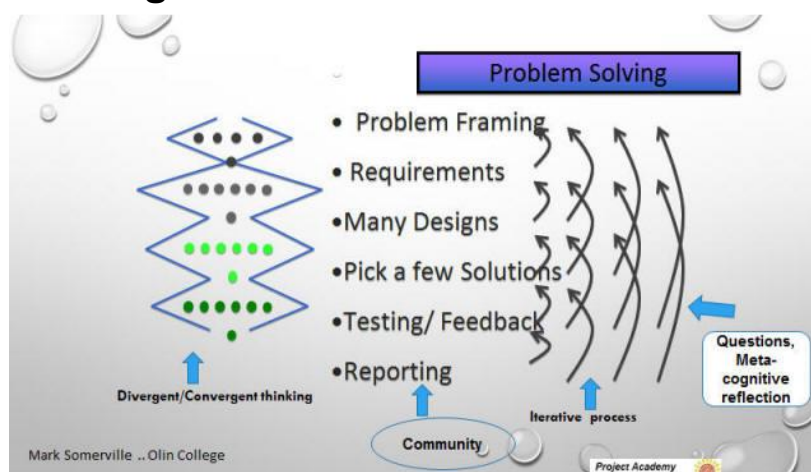 Problem Solving
• Problem Framing
• Requirements
•Many Designs
•Pick a few Solutions
•Testing/ Feedback
•Reporting
Divergent/Convergent thinking
Community
Iterative process
Questions,
Meta-
cognitive
reflection
Mark Somerville .. Olin College
Project Academy